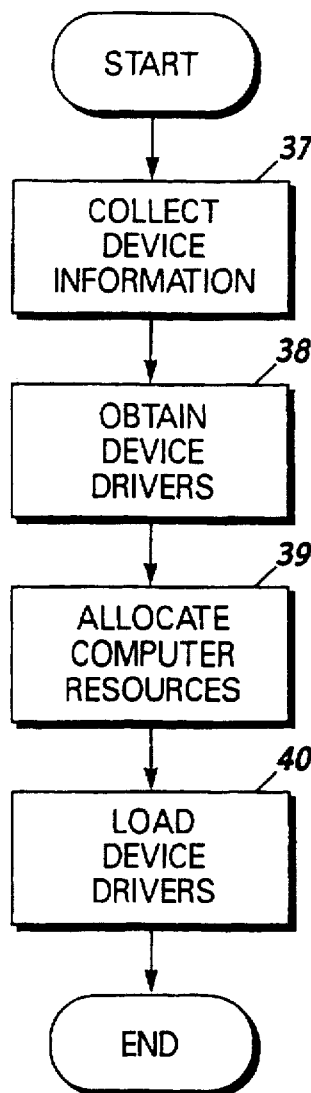 START
37
COLLECT
DEVICE
INFORMATION
38
OBTAIN
DEVICE
DRIVERS
39
ALLOCATE
COMPUTER
RESOURCES
40
LOAD
DEVICE
DRIVERS
END